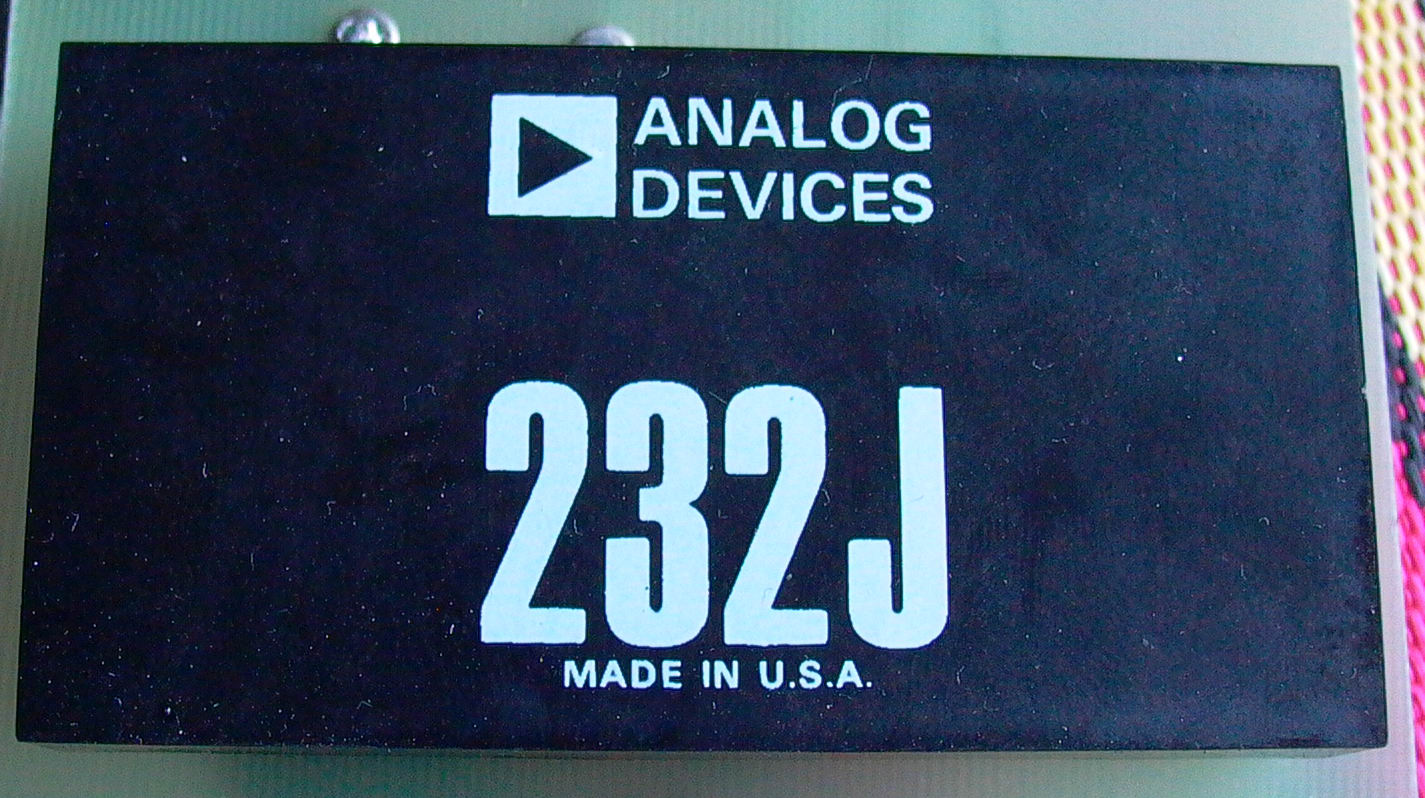 ANALOG
DEVICES
232J
MADE IN U.S.A.